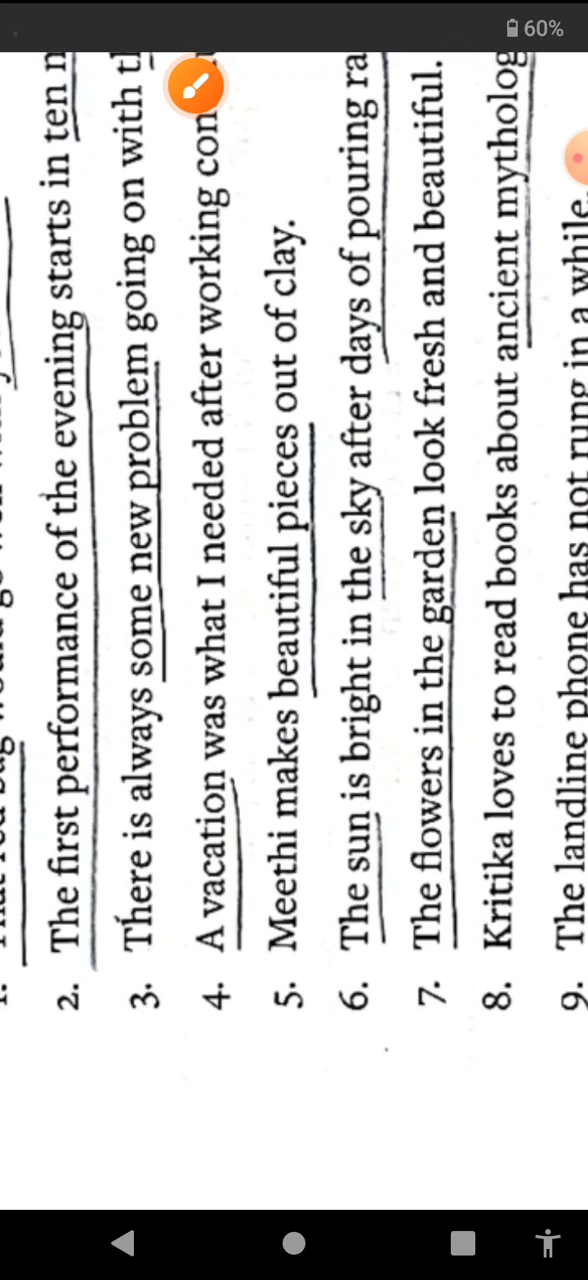 60%
2. The first performance of the evening starts in ten
3. There is always some new problem going on with
4. A vacation was what I needed after working
5. Meethi makes beautiful pieces out of clay.
6. The sun is bright in the sky after days of pouring
7. The flowers in the garden look fresh and beautiful.
8. Kritika loves to read books about ancient
9. The landline phone has not rung in a while